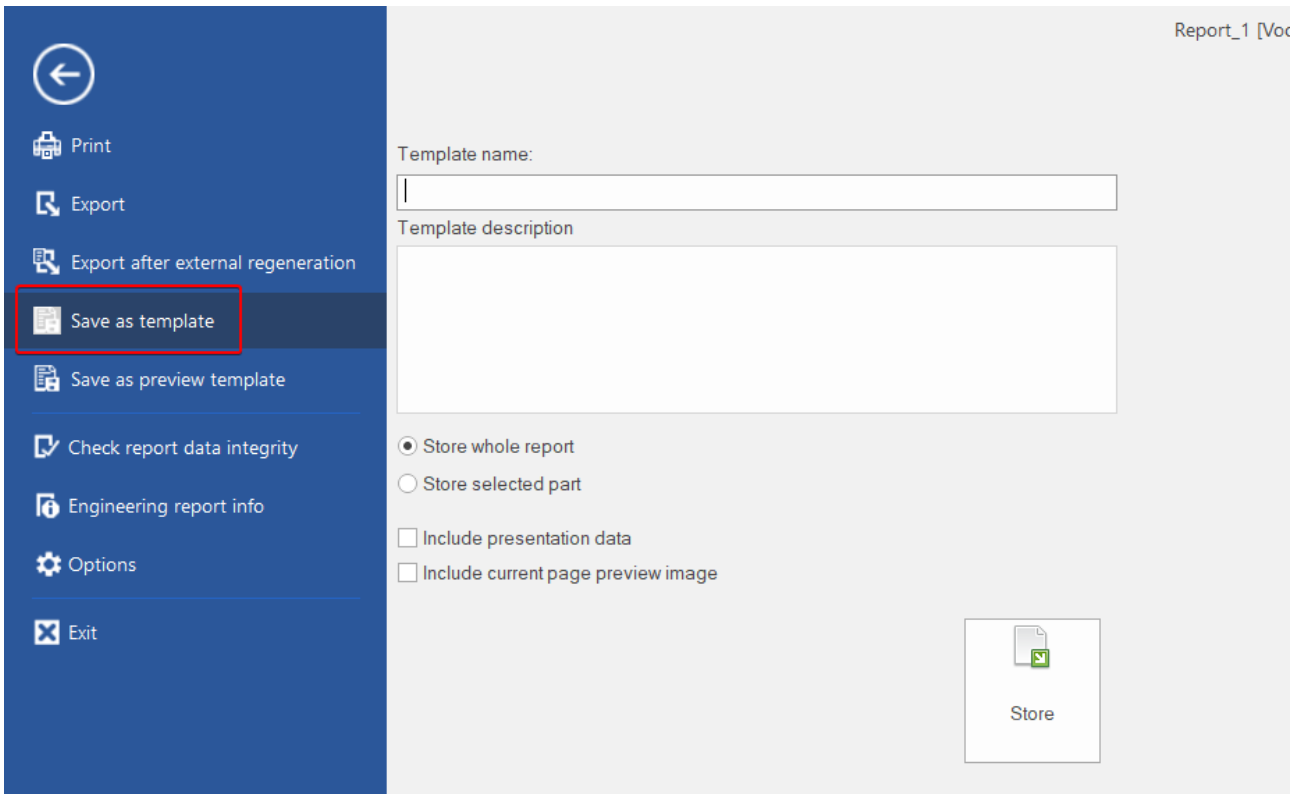 Report_1 [Voc
Print
Export
Export after external regeneration
Save as template
Save as preview template
Check report data integrity
Engineering report info
Options
Exit
Template name:
Template description
Store whole report
Store selected part
Include presentation data
Include current page preview image
Store